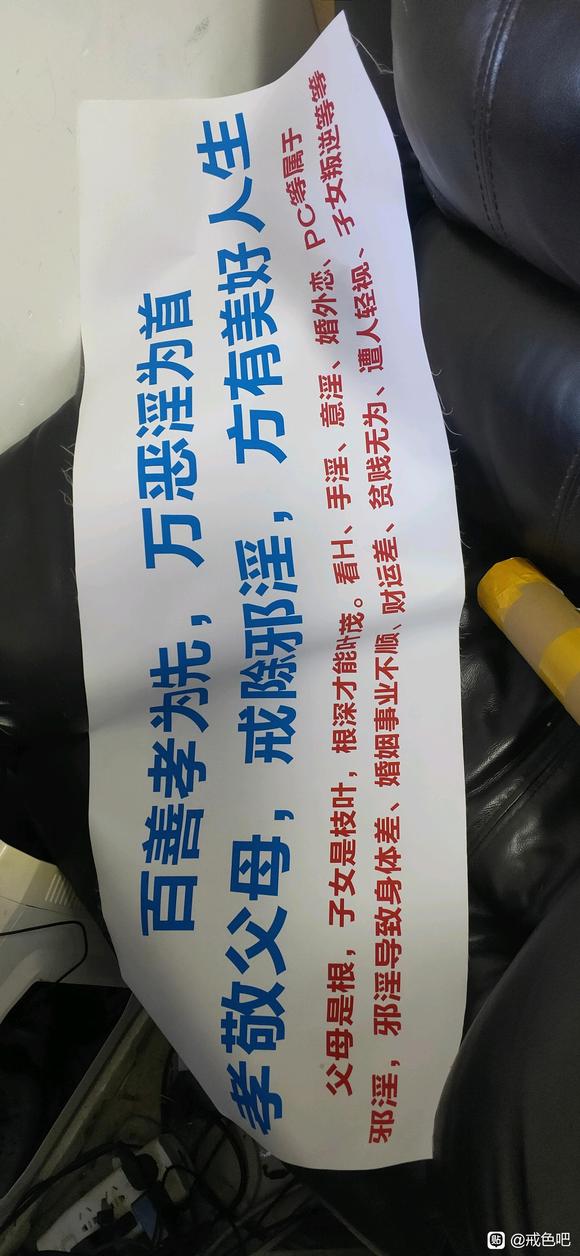 百善孝为先，万恶淫为首
孝敬父母，戒除邪淫，方有美好人生
父母是根，子女是枝叶，根深才能叶茂。看H、手淫、意淫、婚外恋、PC等属于
邪淫，邪淫导致身体差、婚姻事业不顺、财运差、贫贱无为、遭人轻视、子女叛逆等等
贴 @戒色吧